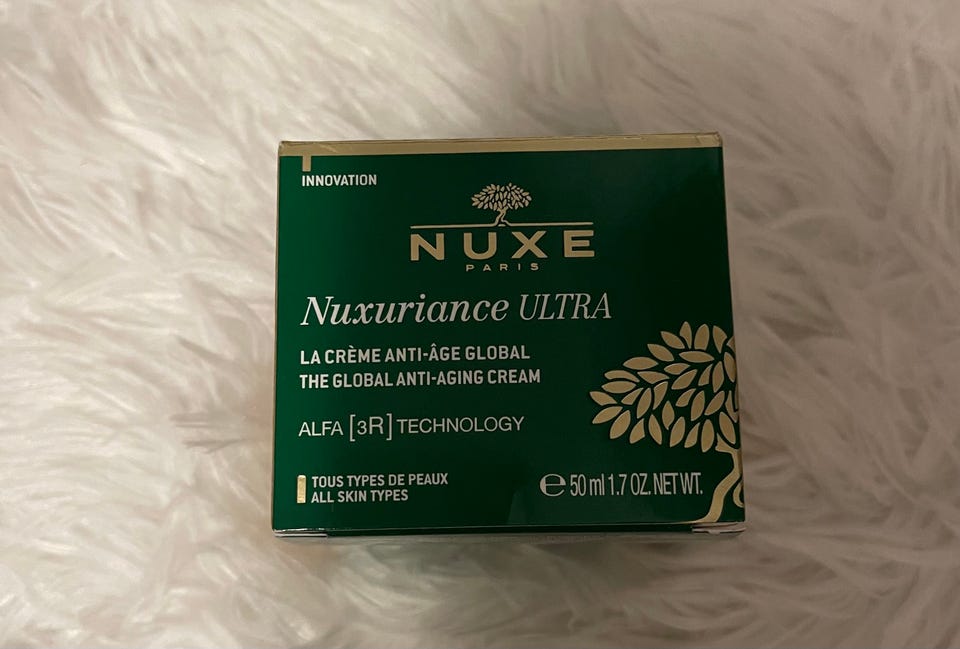 INNOVATION
NUXE
PARIS
Nuxuriance ULTRA
LA CRÈME ANTI-ÂGE GLOBAL
THE GLOBAL ANTI-AGING CREAM
ALFA [3R] TECHNOLOGY
TOUS TYPES DE PEAUX
ALL SKIN TYPES
℮ 50 ml 1.7 OZ. NET WT.